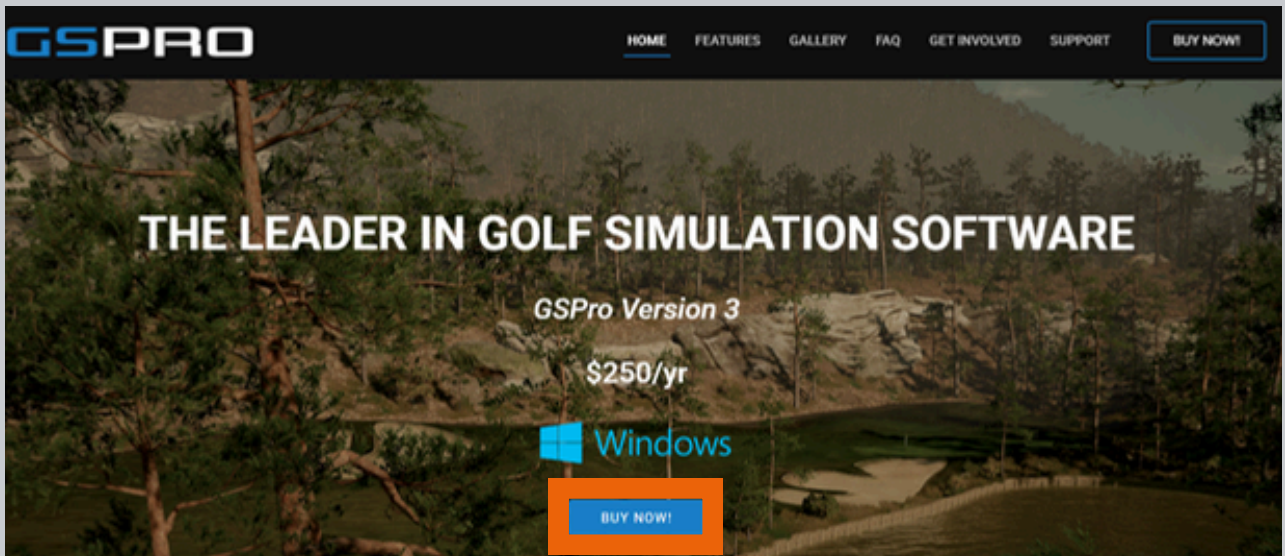 GSPRO
HOME FEATURES GALLERY FAQ GET INVOLVED SUPPORT BUY NOW!
THE LEADER IN GOLF SIMULATION SOFTWARE
GSPro Version 3
$250/yr
Windows
BUY NOW!